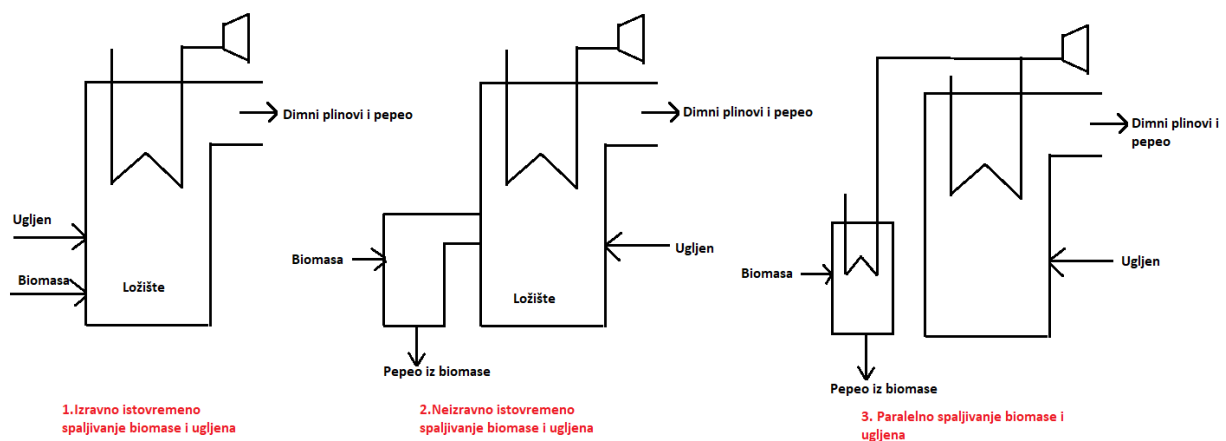 Dimni plinovi i pepeo
Ugljen
Biomasa
Ložište
1.Izravno istovremeno
spaljivanje biomase i ugljena
Dimni plinovi i pepeo
Biomasa
Ugljen
Ložište
Pepeo iz biomase
2.Neizravno istovremeno
spaljivanje biomase i ugljena
Dimni plinovi i
pepeo
Biomasa
Ugljen
Pepeo iz biomase
3. Paralelno spaljivanje biomase i
ugljena